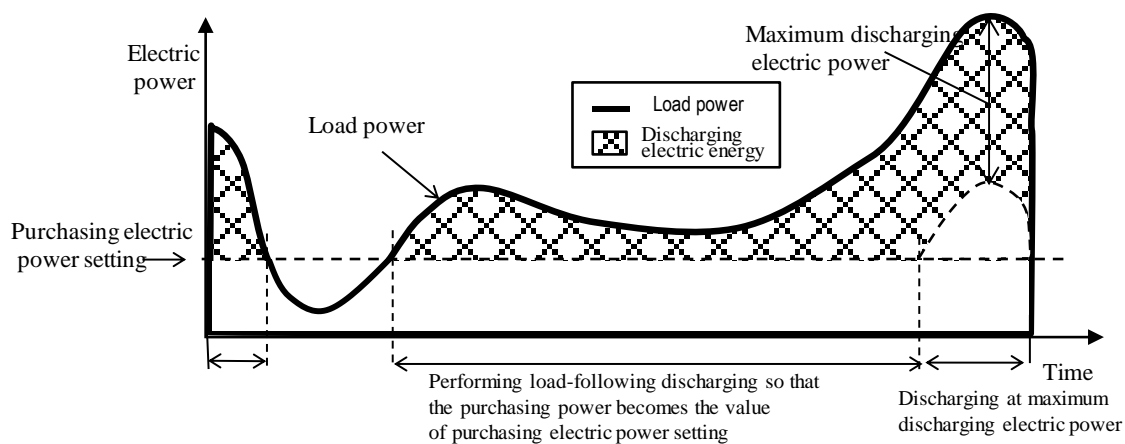 Electric
power
Maximum discharging
electric power
Load power
Discharging
electric energy
Load power
Purchasing electric
power setting
Time
Performing load-following discharging so that
the purchasing power becomes the value
of purchasing electric power setting
Discharging at maximum
discharging electric power